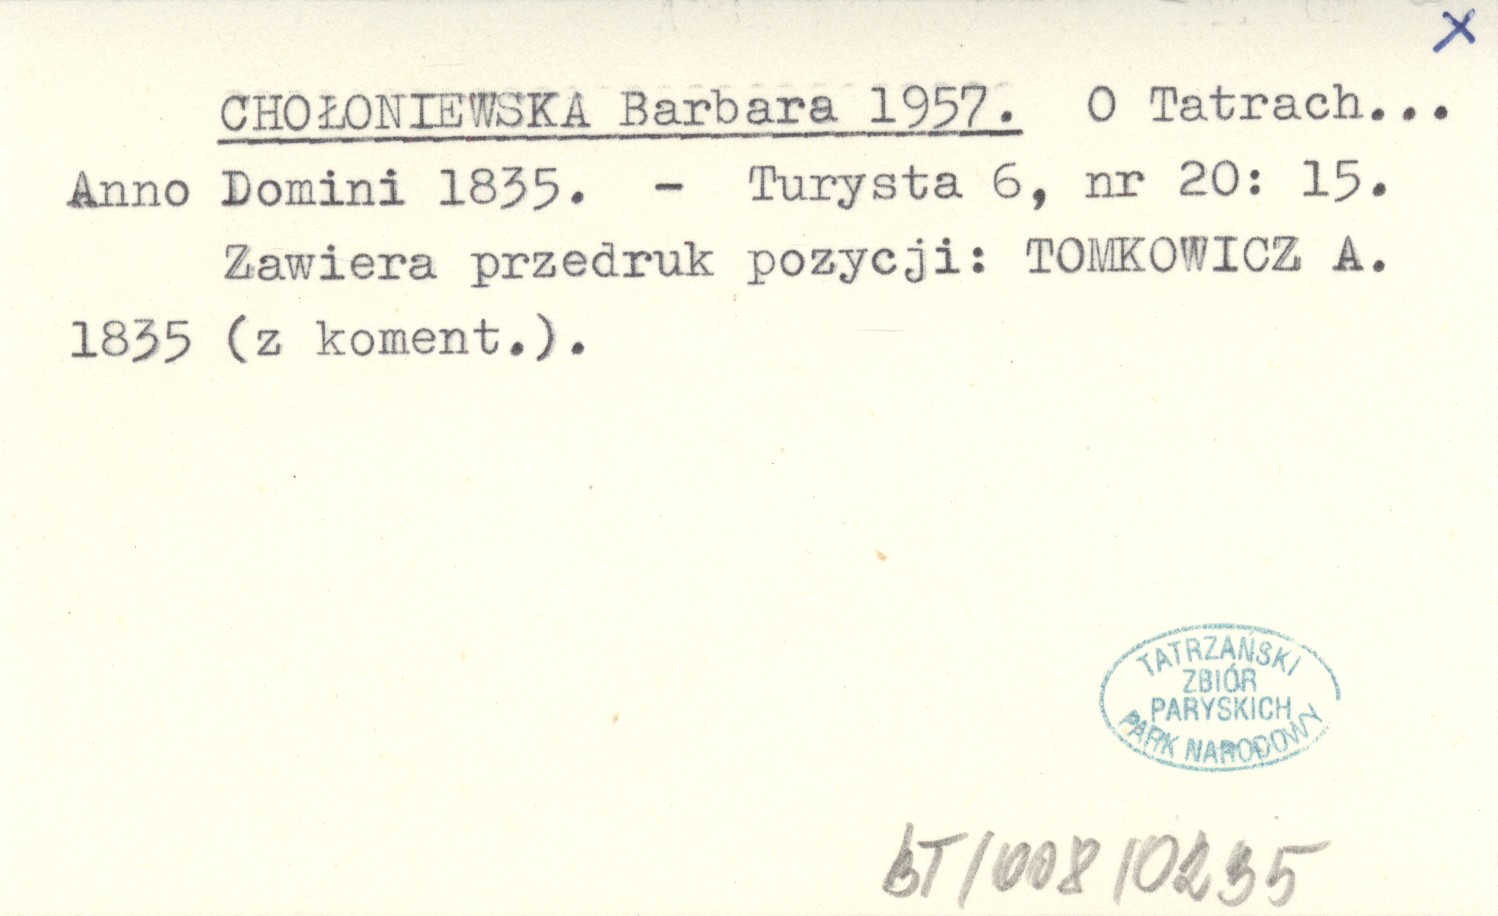 x
CHOŁONIEWSKA Barbara 1957. O Tatrach...
Anno Domini 1835. - Turysta 6, nr 20: 15.
Zawiera przedruk pozycji: TOMKOWICZ A.
1835 (z koment.).
TATRZAŃSKI
ZBIÓR
PARYSKICH
PARK NARODOWY
BT/008/0235